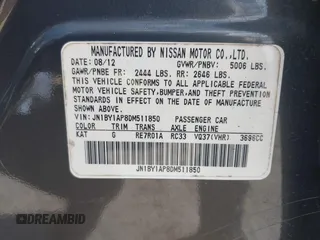 MANUFACTURED BY NISSAN MOTOR CO.,LTD.
DATE: 08/12 GVWR/PNBV: 5006 LBS.
GAWR/PNBE FR: 2444 LBS. RR: 2646 LBS.
THIS VEHICLE CONFORMS TO ALL APPLICABLE FEDERAL
MOTOR VEHICLE SAFETY, BUMPER, AND THEFT PREVENTION
STANDARDS IN EFFECT ON THE DATE OF MANUFACTURE
SHOWN ABOVE.
VIN: JN1BY1AP8DM511850 PASSENGER CAR
COLOR TRIM TRANS AXLE ENGINE
KAT G RE7R01A RC33 VQ37(VHR) 3696CC
JN1BY1AP8DM511850
CARFAST BIDMOTO